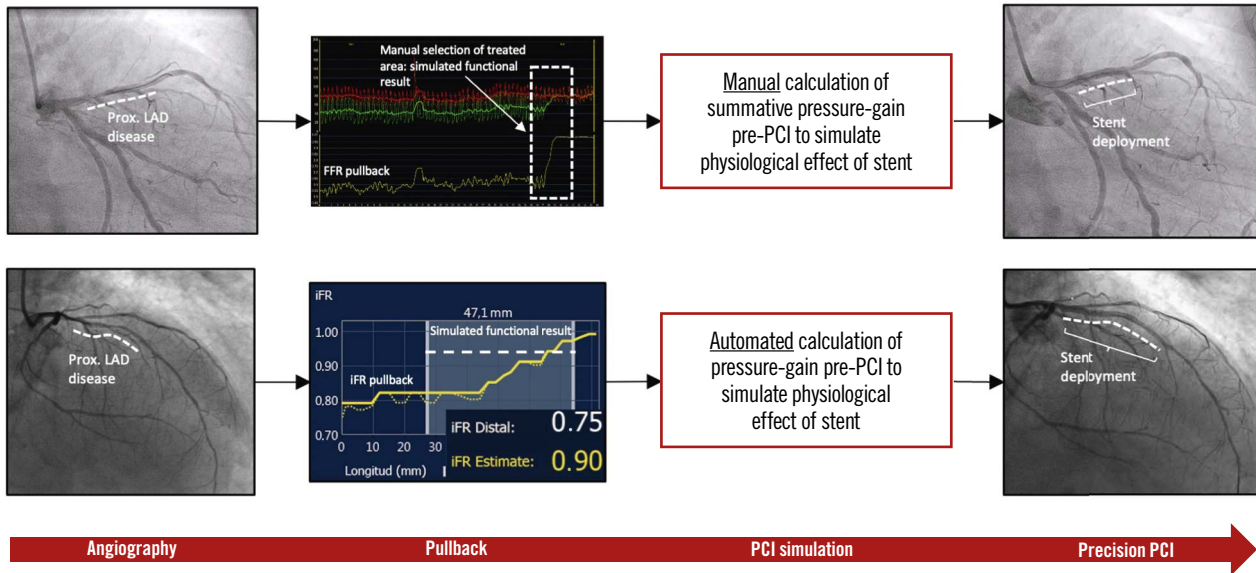 Prox. LAD
disease
Manual selection of treated
area: simulated functional
result
FFR pullback
Manual calculation of
summative pressure-gain
pre-PCI to simulate
physiological effect of stent
Stent
deployment
Prox. LAD
disease
iFR
47,1 mm
Simulated functional result
1.00
0.90
0.80
0.70
iFR pullback
0 10 20 30
Longitud (mm)
iFR Distal: 0.75
iFR Estimate: 0.90
Automated calculation of
pressure-gain pre-PCI to
simulate physiological
effect of stent
Stent
deployment
Angiography Pullback PCI simulation Precision PCI